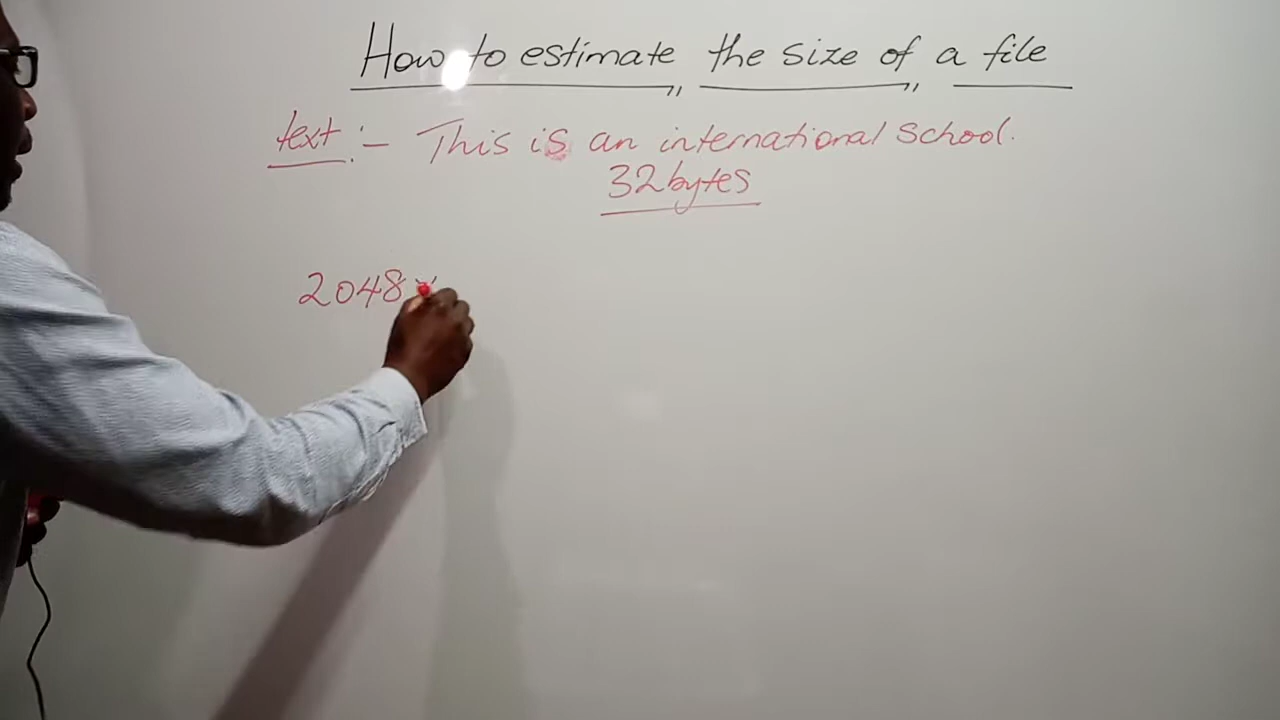 How to estimate the size of a file
text :- This is an international school.
32bytes
2048 x